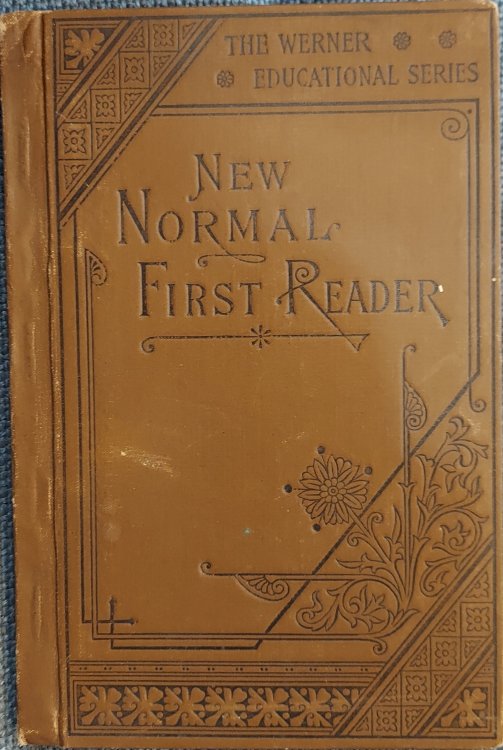 THE WERNER
EDUCATIONAL SERIES
NEW
NORMAL
FIRST READER